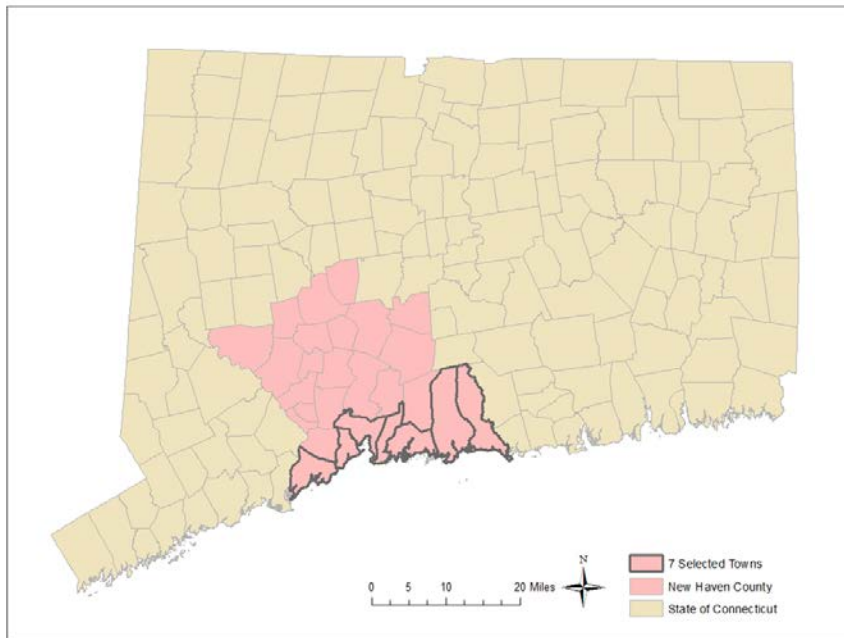 N
7 Selected Towns
New Haven County
State of Connecticut
0 5 10 20 Miles